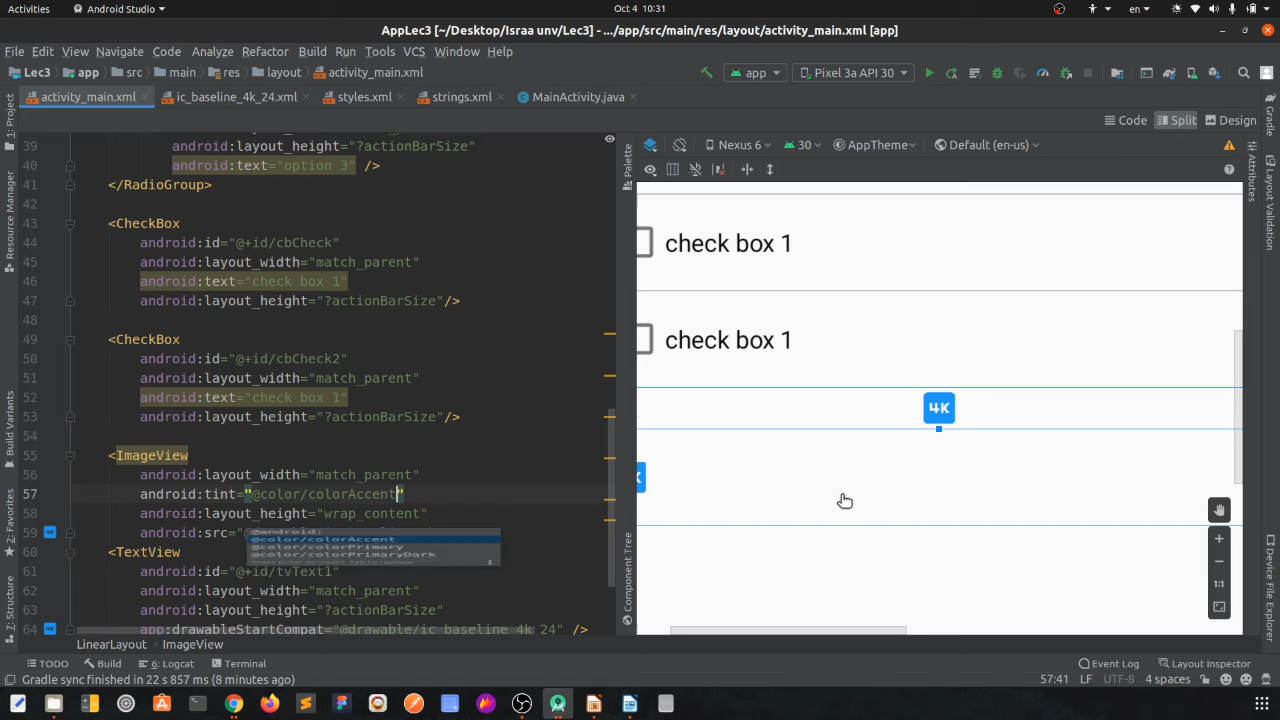 Activities
Android Studio
Oct 4 10:31
en
AppLec3 [~/Desktop/Israa unv/Lec3] - .../app/src/main/res/layout/activity_main.xml [app]
File Edit View Navigate Code Analyze Refactor Build Run Tools VCS Window Help
Lec3 app src main res layout activity_main.xml
app
Pixel 3a API 30
activity_main.xml
ic_baseline_4k_24.xml
styles.xml
strings.xml
MainActivity.java
Code
Split
Design
1: Project
Resource Manager
Build Variants
2: Favorites
7: Structure
39 android:layout_height="?actionBarSize"
40 android:text="option 3" />
41 </RadioGroup>
42
43 <CheckBox
44 android:id="@+id/cbCheck"
45 android:layout_width="match_parent"
46 android:text="check box 1"
47 android:layout_height="?actionBarSize"/>
48
49 <CheckBox
50 android:id="@+id/cbCheck2"
51 android:layout_width="match_parent"
52 android:text="check box 1"
53 android:layout_height="?actionBarSize"/>
54
55 <ImageView
56 android:layout_width="match_parent"
57 android:tint="@color/colorAccent"
58 android:layout_height="wrap_content"
59 android:src="@
@android:
@color/colorAccent
@color/colorPrimary
@color/colorPrimaryDark
60 <TextView
61 android:id="@+id/tvText1"
62 android:layout_width="match_parent"
63 android:layout_height="?actionBarSize"
64 app:drawableStartCompat="@drawable/ic_baseline_4k_24" />
LinearLayout ImageView
Palette
Component Tree
Nexus 6
30
AppTheme
Default (en-us)
check box 1
check box 1
4K
1:1
Gradle
Attributes
Layout Validation
Device File Explorer
TODO
Build
6: Logcat
Terminal
Event Log
Layout Inspector
Gradle sync finished in 22 s 857 ms (8 minutes ago)
57:41 LF UTF-8 4 spaces